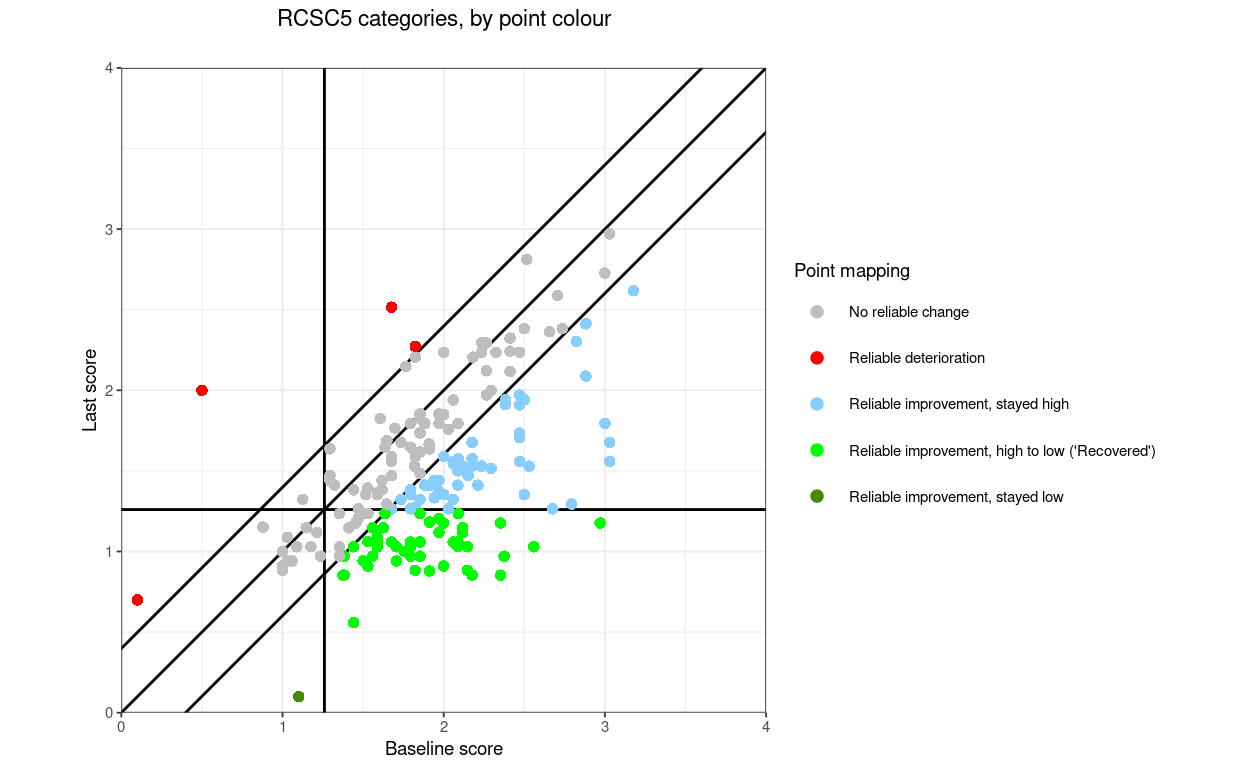 RCSC5 categories, by point colour
4
3
2
1
0
0 1 2 3 4
Last score
Baseline score
Point mapping
No reliable change
Reliable deterioration
Reliable improvement, stayed high
Reliable improvement, high to low ('Recovered')
Reliable improvement, stayed low